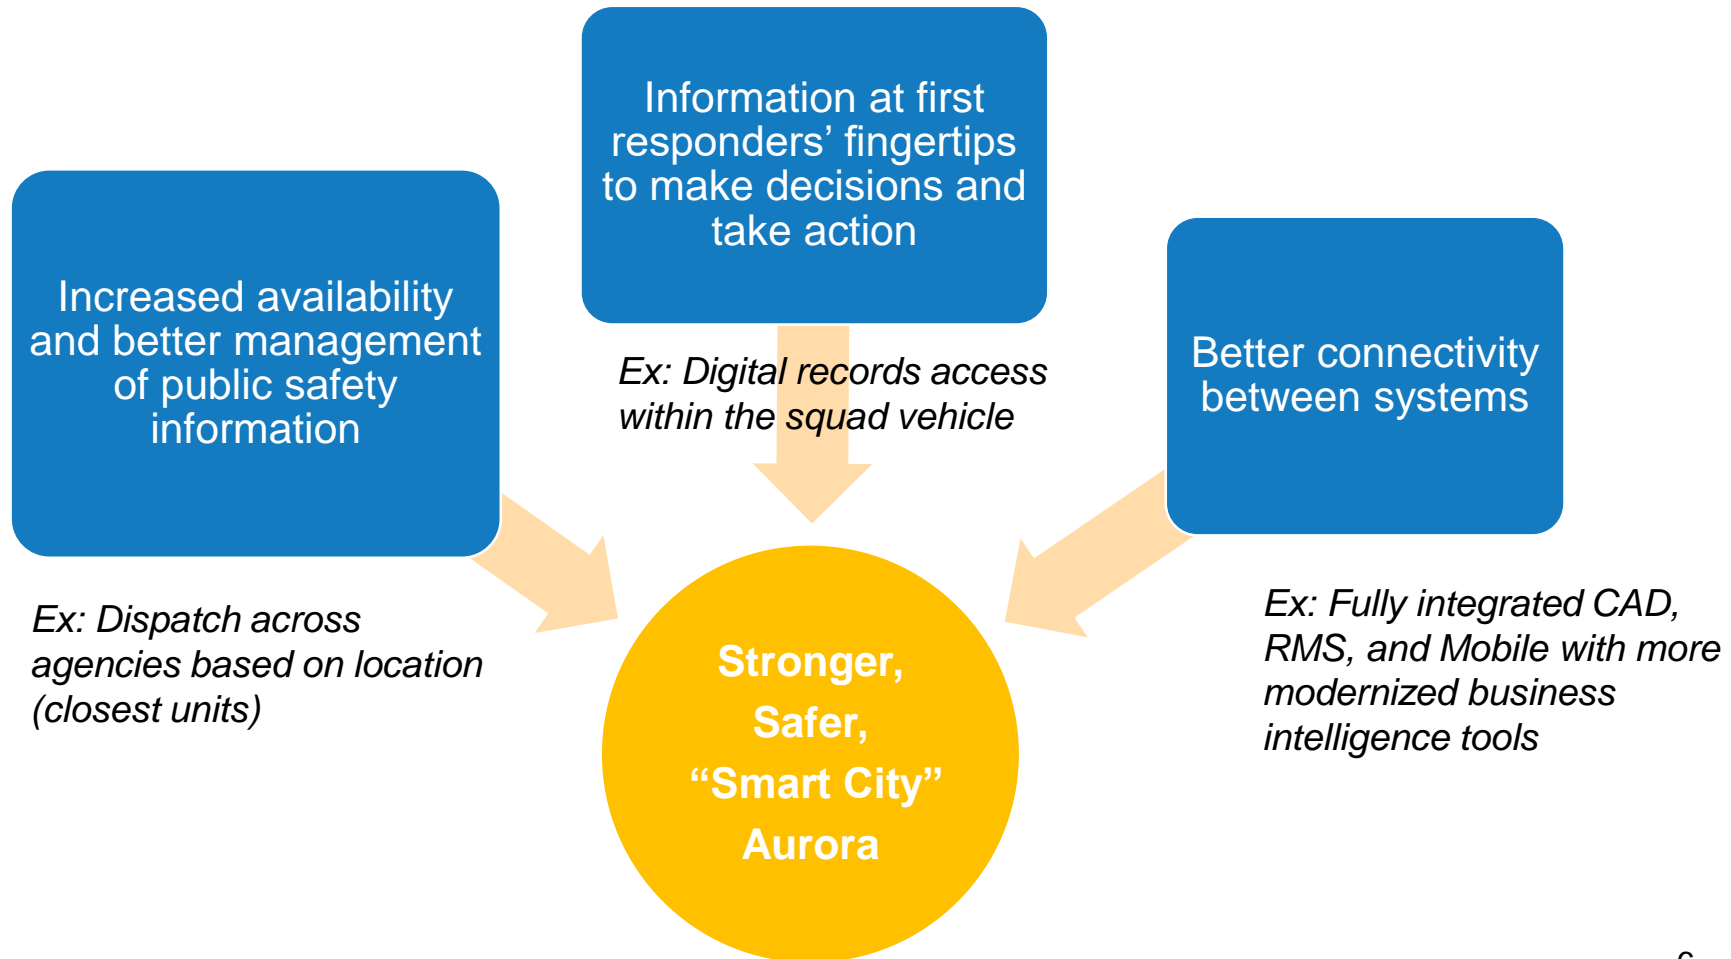 Information at first
responders’ fingertips
to make decisions and
take action
Increased availability
and better management
of public safety
information
Better connectivity
between systems
Ex: Digital records access
within the squad vehicle
Ex: Dispatch across
agencies based on location
(closest units)
Ex: Fully integrated CAD,
RMS, and Mobile with more
modernized business
intelligence tools
Stronger,
Safer,
“Smart City”
Aurora